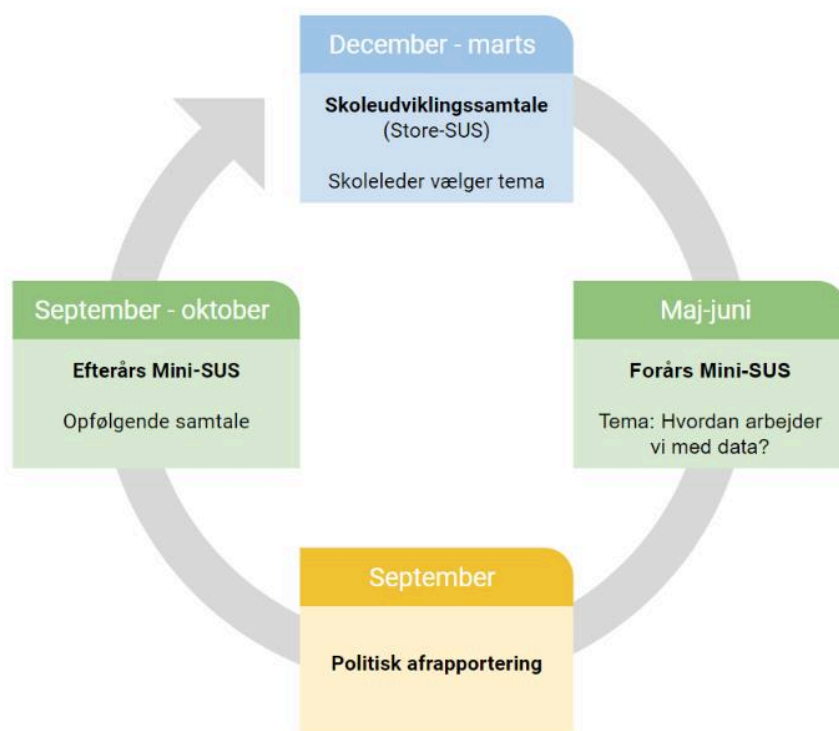 December - marts
Skoleudviklingssamtale
(Store-SUS)
Skoleleder vælger tema
Maj-juni
Forårs Mini-SUS
Tema: Hvordan arbejder
vi med data?
September
Politisk afrapportering
September - oktober
Efterårs Mini-SUS
Opfølgende samtale